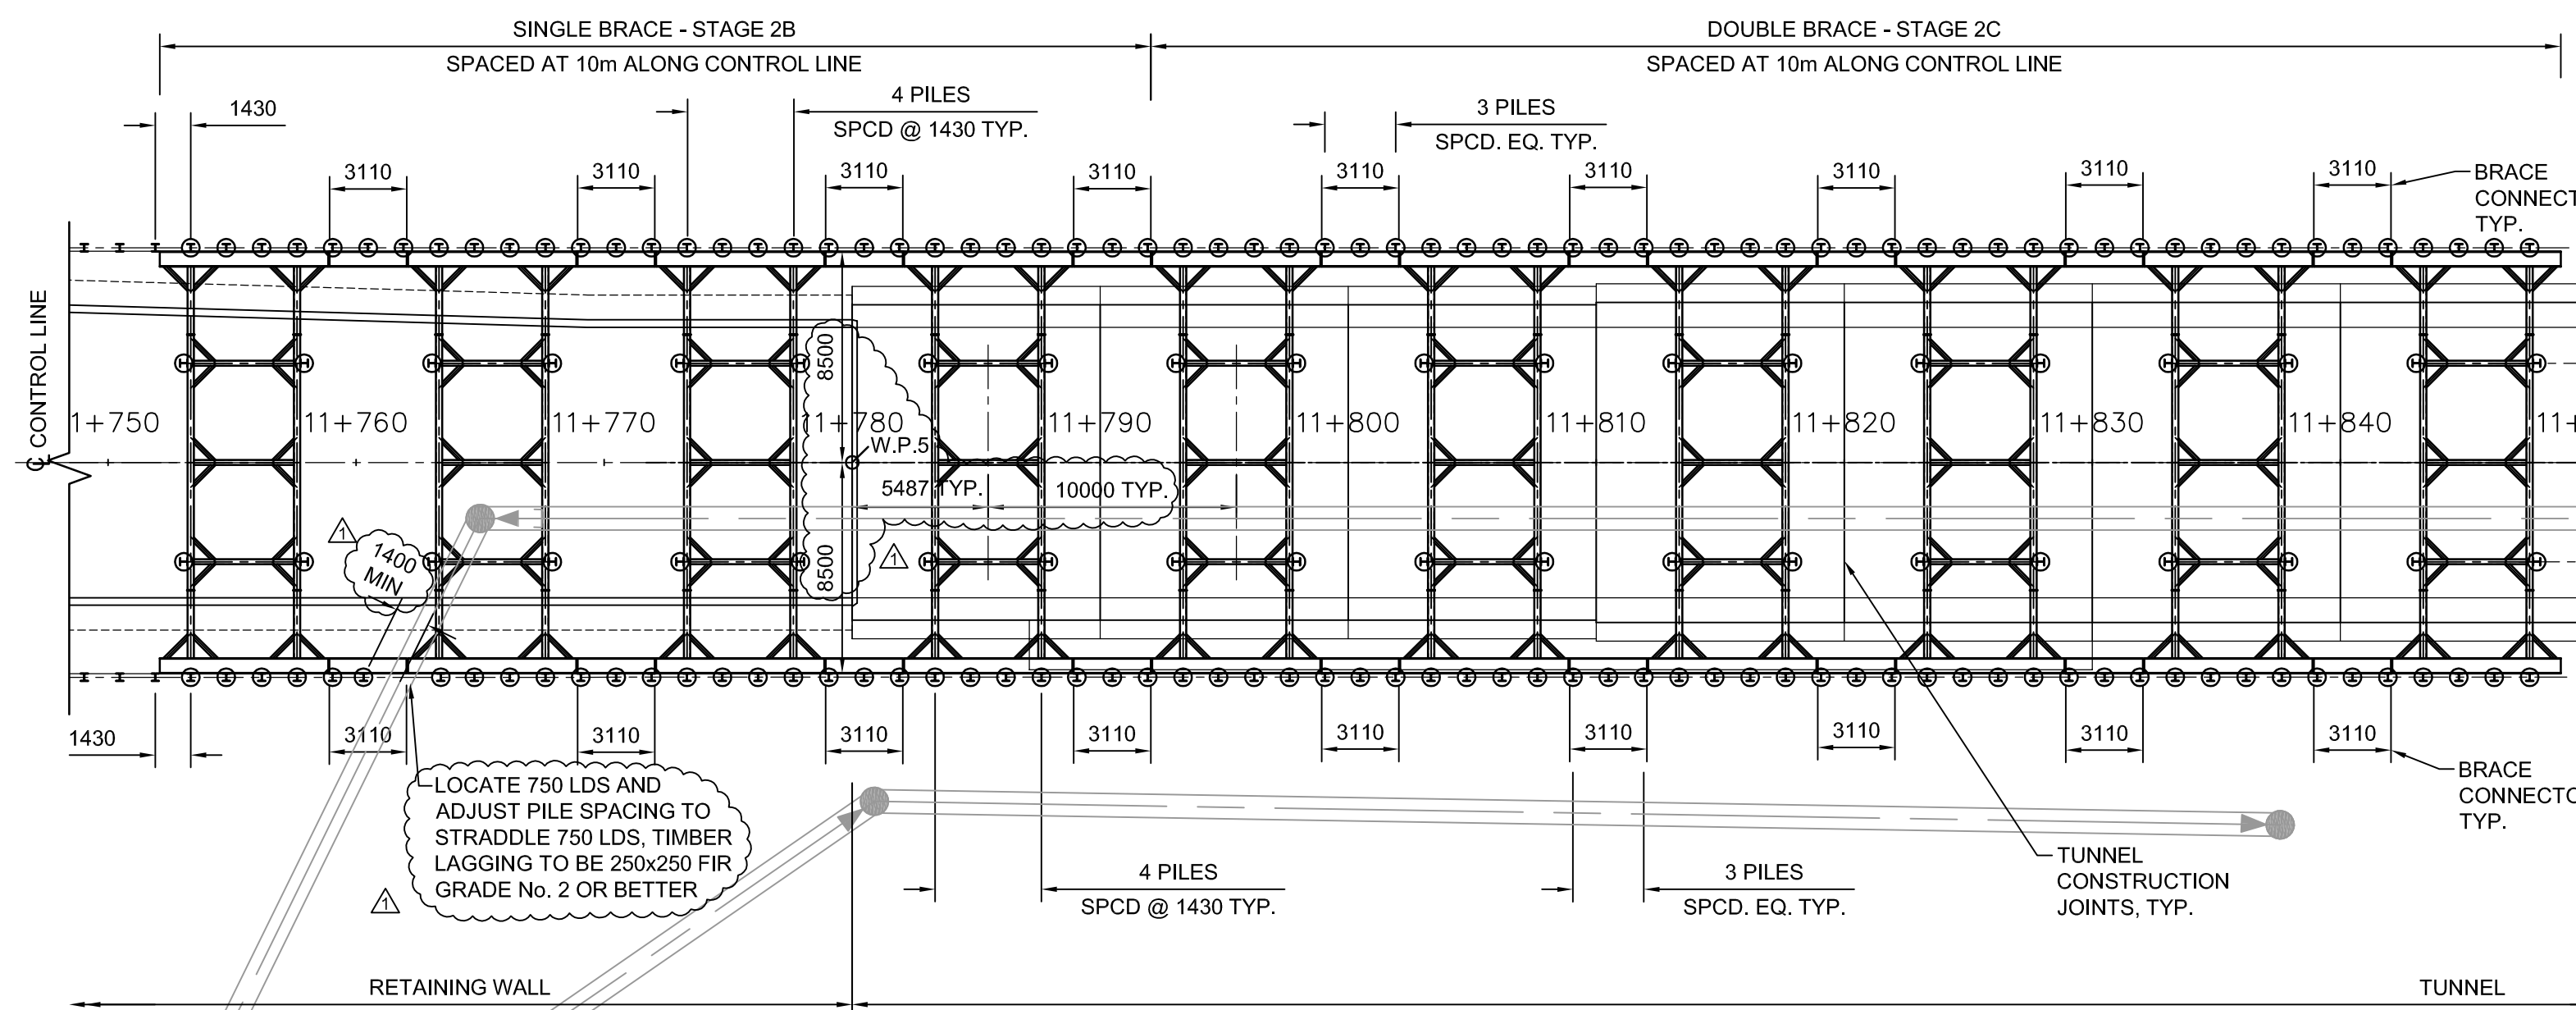 SINGLE BRACE - STAGE 2B
SPACED AT 10m ALONG CONTROL LINE
DOUBLE BRACE - STAGE 2C
SPACED AT 10m ALONG CONTROL LINE
1430
4 PILES
SPCD @ 1430 TYP.
3 PILES
SPCD. EQ. TYP.
3110
3110
3110
3110
3110
3110
3110
3110
3110
BRACE
CONNECT
TYP.
℄ CONTROL LINE
8500
1+750
11+760
11+770
11+780
11+790
11+800
11+810
11+820
11+830
11+840
11+
W.P.5
5487 TYP.
10000 TYP.
1
1400
MIN
8500
1
1430
3110
3110
3110
3110
3110
3110
3110
3110
3110
LOCATE 750 LDS AND
ADJUST PILE SPACING TO
STRADDLE 750 LDS, TIMBER
LAGGING TO BE 250x250 FIR
GRADE No. 2 OR BETTER
1
BRACE
CONNECTO
TYP.
4 PILES
SPCD @ 1430 TYP.
3 PILES
SPCD. EQ. TYP.
TUNNEL
CONSTRUCTION
JOINTS, TYP.
RETAINING WALL
TUNNEL